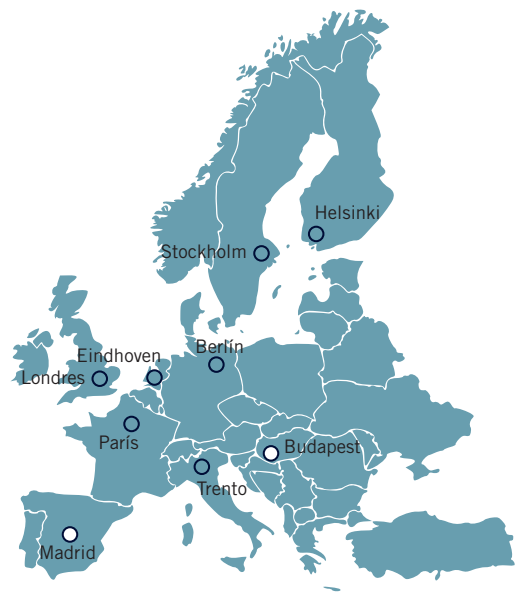 Helsinki
Stockholm
Berlín
Eindhoven
Londres
París
Budapest
Trento
Madrid